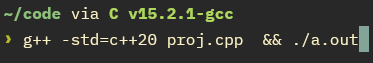 ~/code via C v15.2.1-gcc
› g++ -std=c++20 proj.cpp  && ./a.out